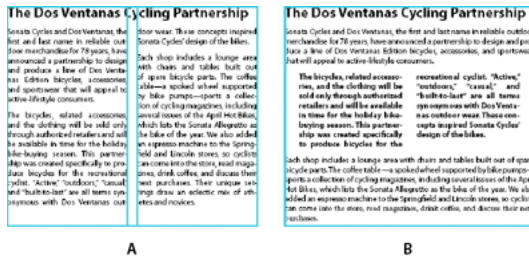 The Dos Ventanas Cycling Partnership
Sonata Cycles and Dos Ventanas, the
first and last name in reliable out-
door merchandise for 78 years, have
announced a partnership to design
and produce a line of Dos Venta-
nas Edition bicycles, accessories,
and sportswear that will appeal to
active-lifestyle consumers.
The bicycles, related accessories,
and the clothing will be sold only
through authorized retailers and will
be available in time for the holiday
bike-buying season. This partner-
ship was created specifically to pro-
duce bicycles for the recreational
cyclist. "Active," "outdoors," "casual,"
and "built-to-last" are all terms syn-
onymous with Dos Ventanas out-
door wear. These concepts inspired
Sonata Cycles' design of the bikes.
Each shop includes a lounge area
with chairs and tables built out
of spare bicycle parts. The coffee
table—a spoked wheel supported
by bike pumps—sports a collec-
tion of cycling magazines, including
several issues of the April Hot Bikes,
which lists the Sonata Allegretto as
the bike of the year. We also added
an espresso machine to the Spring-
field and Lincoln stores, so cyclists
can come into the store, read maga-
zines, drink coffee, and discuss their
next purchases. Their unique set-
tings draw an eclectic mix of ath-
letes and novices.
A
The Dos Ventanas Cycling Partnership
Sonata Cycles and Dos Ventanas, the first and last name in reliable outdoor
merchandise for 78 years, have announced a partnership to design and pro-
duce a line of Dos Ventanas Edition bicycles, accessories, and sportswear
that will appeal to active-lifestyle consumers.
The bicycles, related accesso-
ries, and the clothing will be
sold only through authorized
retailers and will be available
in time for the holiday bike-
buying season. This partner-
ship was created specifically
to produce bicycles for the
recreational cyclist. "Active,"
"outdoors," "casual," and
"built-to-last" are all terms
synonymous with Dos Venta-
nas outdoor wear. These con-
cepts inspired Sonata Cycles'
design of the bikes.
Each shop includes a lounge area with chairs and tables built out of spare
bicycle parts. The coffee table—a spoked wheel supported by bike pumps—
sports a collection of cycling magazines, including several issues of the April
Hot Bikes, which lists the Sonata Allegretto as the bike of the year. We also
added an espresso machine to the Springfield and Lincoln stores, so cyclists
can come into the store, read magazines, drink coffee, and discuss their next
purchases.
B